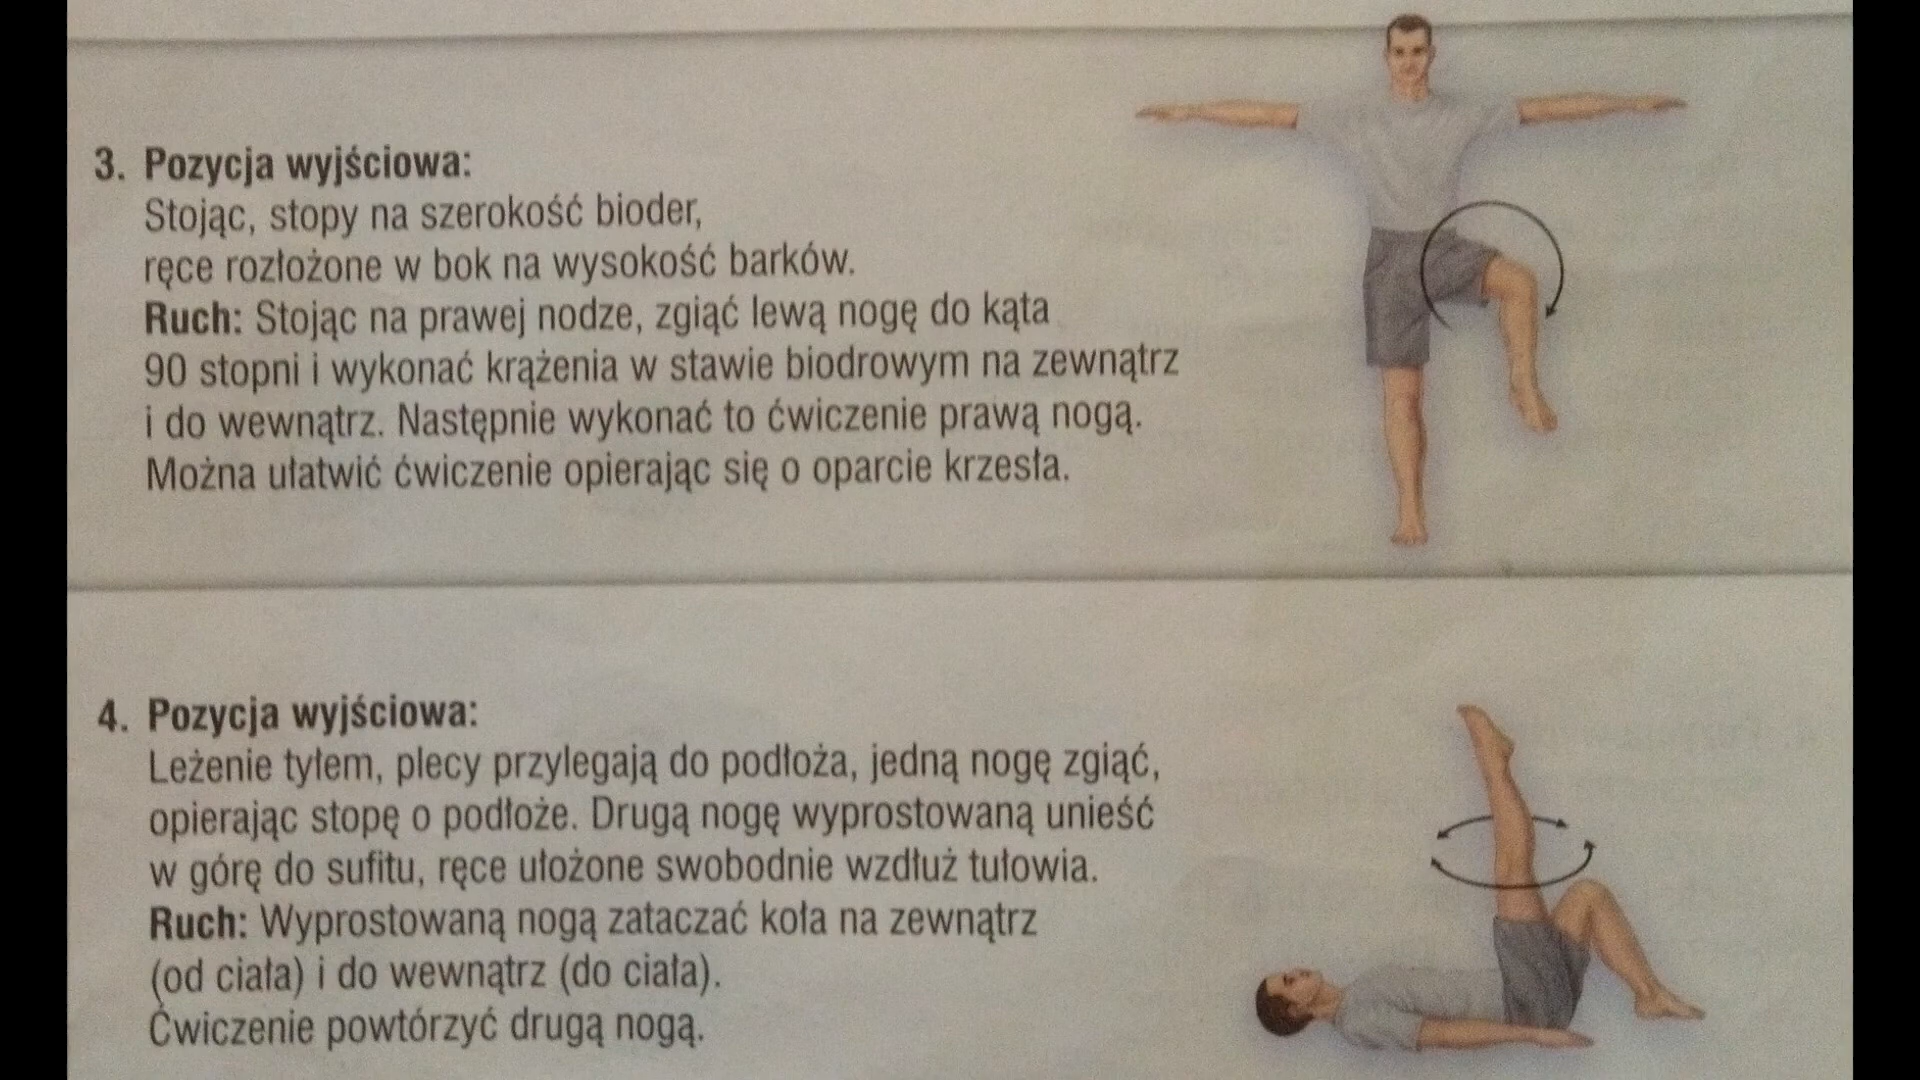 3. Pozycja wyjściowa:
Stojąc, stopy na szerokość bioder,
ręce rozłożone w bok na wysokość barków.
Ruch: Stojąc na prawej nodze, zgiąć lewą nogę do kąta
90 stopni i wykonać krążenia w stawie biodrowym na zewnątrz
i do wewnątrz. Następnie wykonać to ćwiczenie prawą nogą.
Można ułatwić ćwiczenie opierając się o oparcie krzesła.
4. Pozycja wyjściowa:
Leżenie tyłem, plecy przylegają do podłoża, jedną nogę zgiąć,
opierając stopę o podłoże. Drugą nogę wyprostowaną unieść
w górę do sufitu, ręce ułożone swobodnie wzdłuż tułowia.
Ruch: Wyprostowaną nogą zataczać koła na zewnątrz
(od ciała) i do wewnątrz (do ciała).
Ćwiczenie powtórzyć drugą nogą.